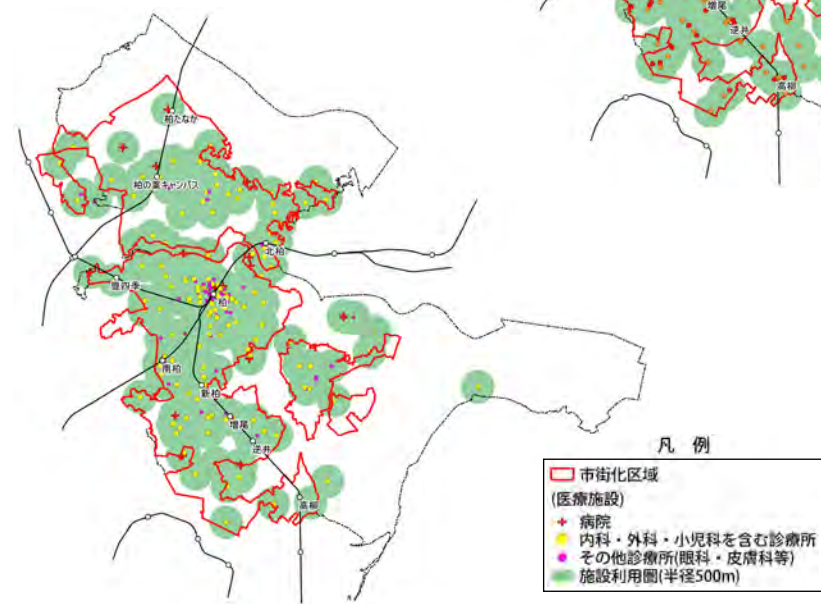 増尾
逆井
高柳
柏たなか
柏の葉キャンパス
北柏
豊四季
柏
南柏
新柏
増尾
逆井
高柳
凡 例
市街化区域
(医療施設)
病院
内科・外科・小児科を含む診療所
その他診療所(眼科・皮膚科等)
施設利用圏(半径500m)